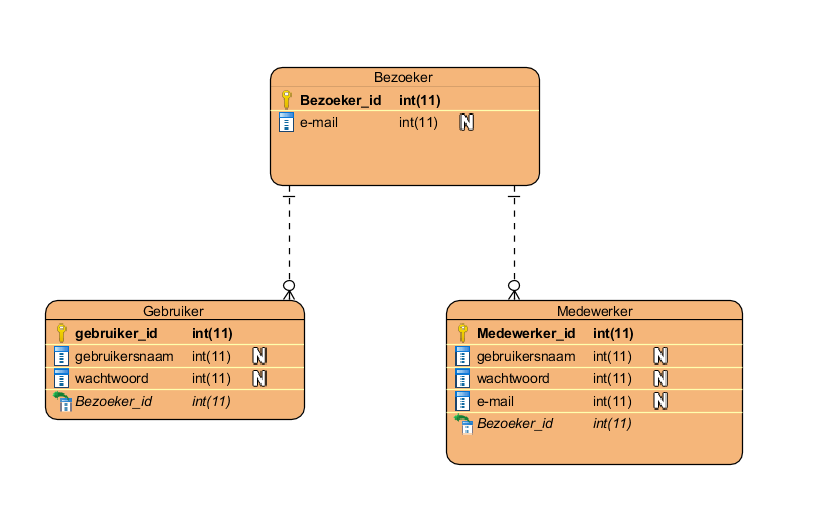 Bezoeker
Bezoeker_id int(11)
e-mail int(11) N
Gebruiker
gebruiker_id int(11)
gebruikersnaam int(11) N
wachtwoord int(11) N
Bezoeker_id int(11)
Medewerker
Medewerker_id int(11)
gebruikersnaam int(11) N
wachtwoord int(11) N
e-mail int(11) N
Bezoeker_id int(11)